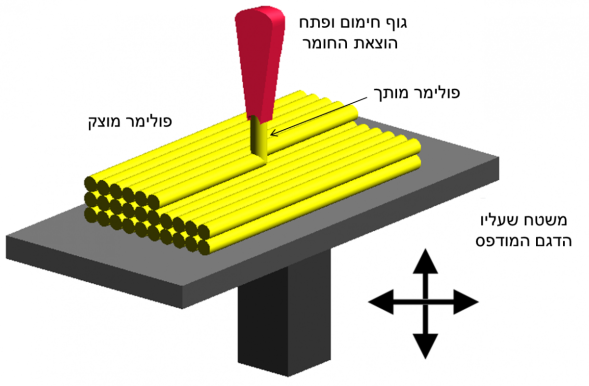 גוף חימום ופתח
הוצאת החומר
פולימר מותך
פולימר מוצק
משטח שעליו
הדגם המודפס